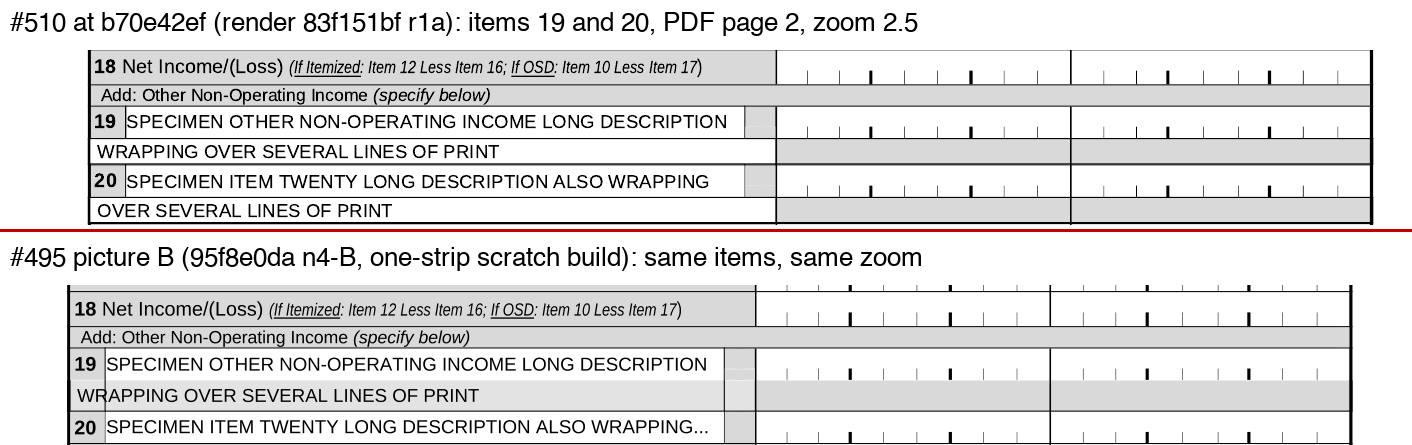 #510 at b70e42ef (render 83f151bf r1a): items 19 and 20, PDF page 2, zoom 2.5
18 Net Income/(Loss) (If Itemized: Item 12 Less Item 16; If OSD: Item 10 Less Item 17)
Add: Other Non-Operating Income (specify below)
19 SPECIMEN OTHER NON-OPERATING INCOME LONG DESCRIPTION
WRAPPING OVER SEVERAL LINES OF PRINT
20 SPECIMEN ITEM TWENTY LONG DESCRIPTION ALSO WRAPPING
OVER SEVERAL LINES OF PRINT
#495 picture B (95f8e0da n4-B, one-strip scratch build): same items, same zoom
18 Net Income/(Loss) (If Itemized: Item 12 Less Item 16; If OSD: Item 10 Less Item 17)
Add: Other Non-Operating Income (specify below)
19 SPECIMEN OTHER NON-OPERATING INCOME LONG DESCRIPTION
WRAPPING OVER SEVERAL LINES OF PRINT
20 SPECIMEN ITEM TWENTY LONG DESCRIPTION ALSO WRAPPING...